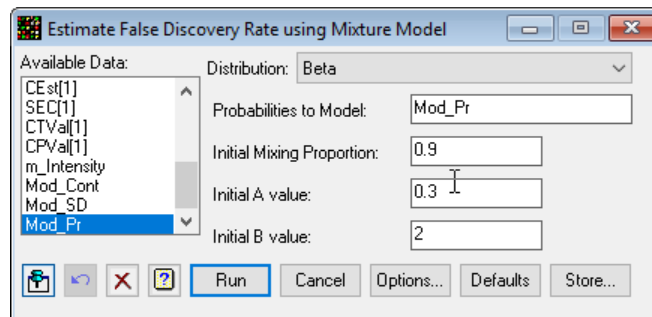 Estimate False Discovery Rate using Mixture Model
Available Data:
CEst[1]
SEC[1]
CTVal[1]
CPVal[1]
m_Intensity
Mod_Cont
Mod_SD
Mod_Pr
Distribution: Beta
Probabilities to Model: Mod_Pr
Initial Mixing Proportion: 0.9
Initial A value: 0.3
Initial B value: 2
? Run Cancel Options... Defaults Store...